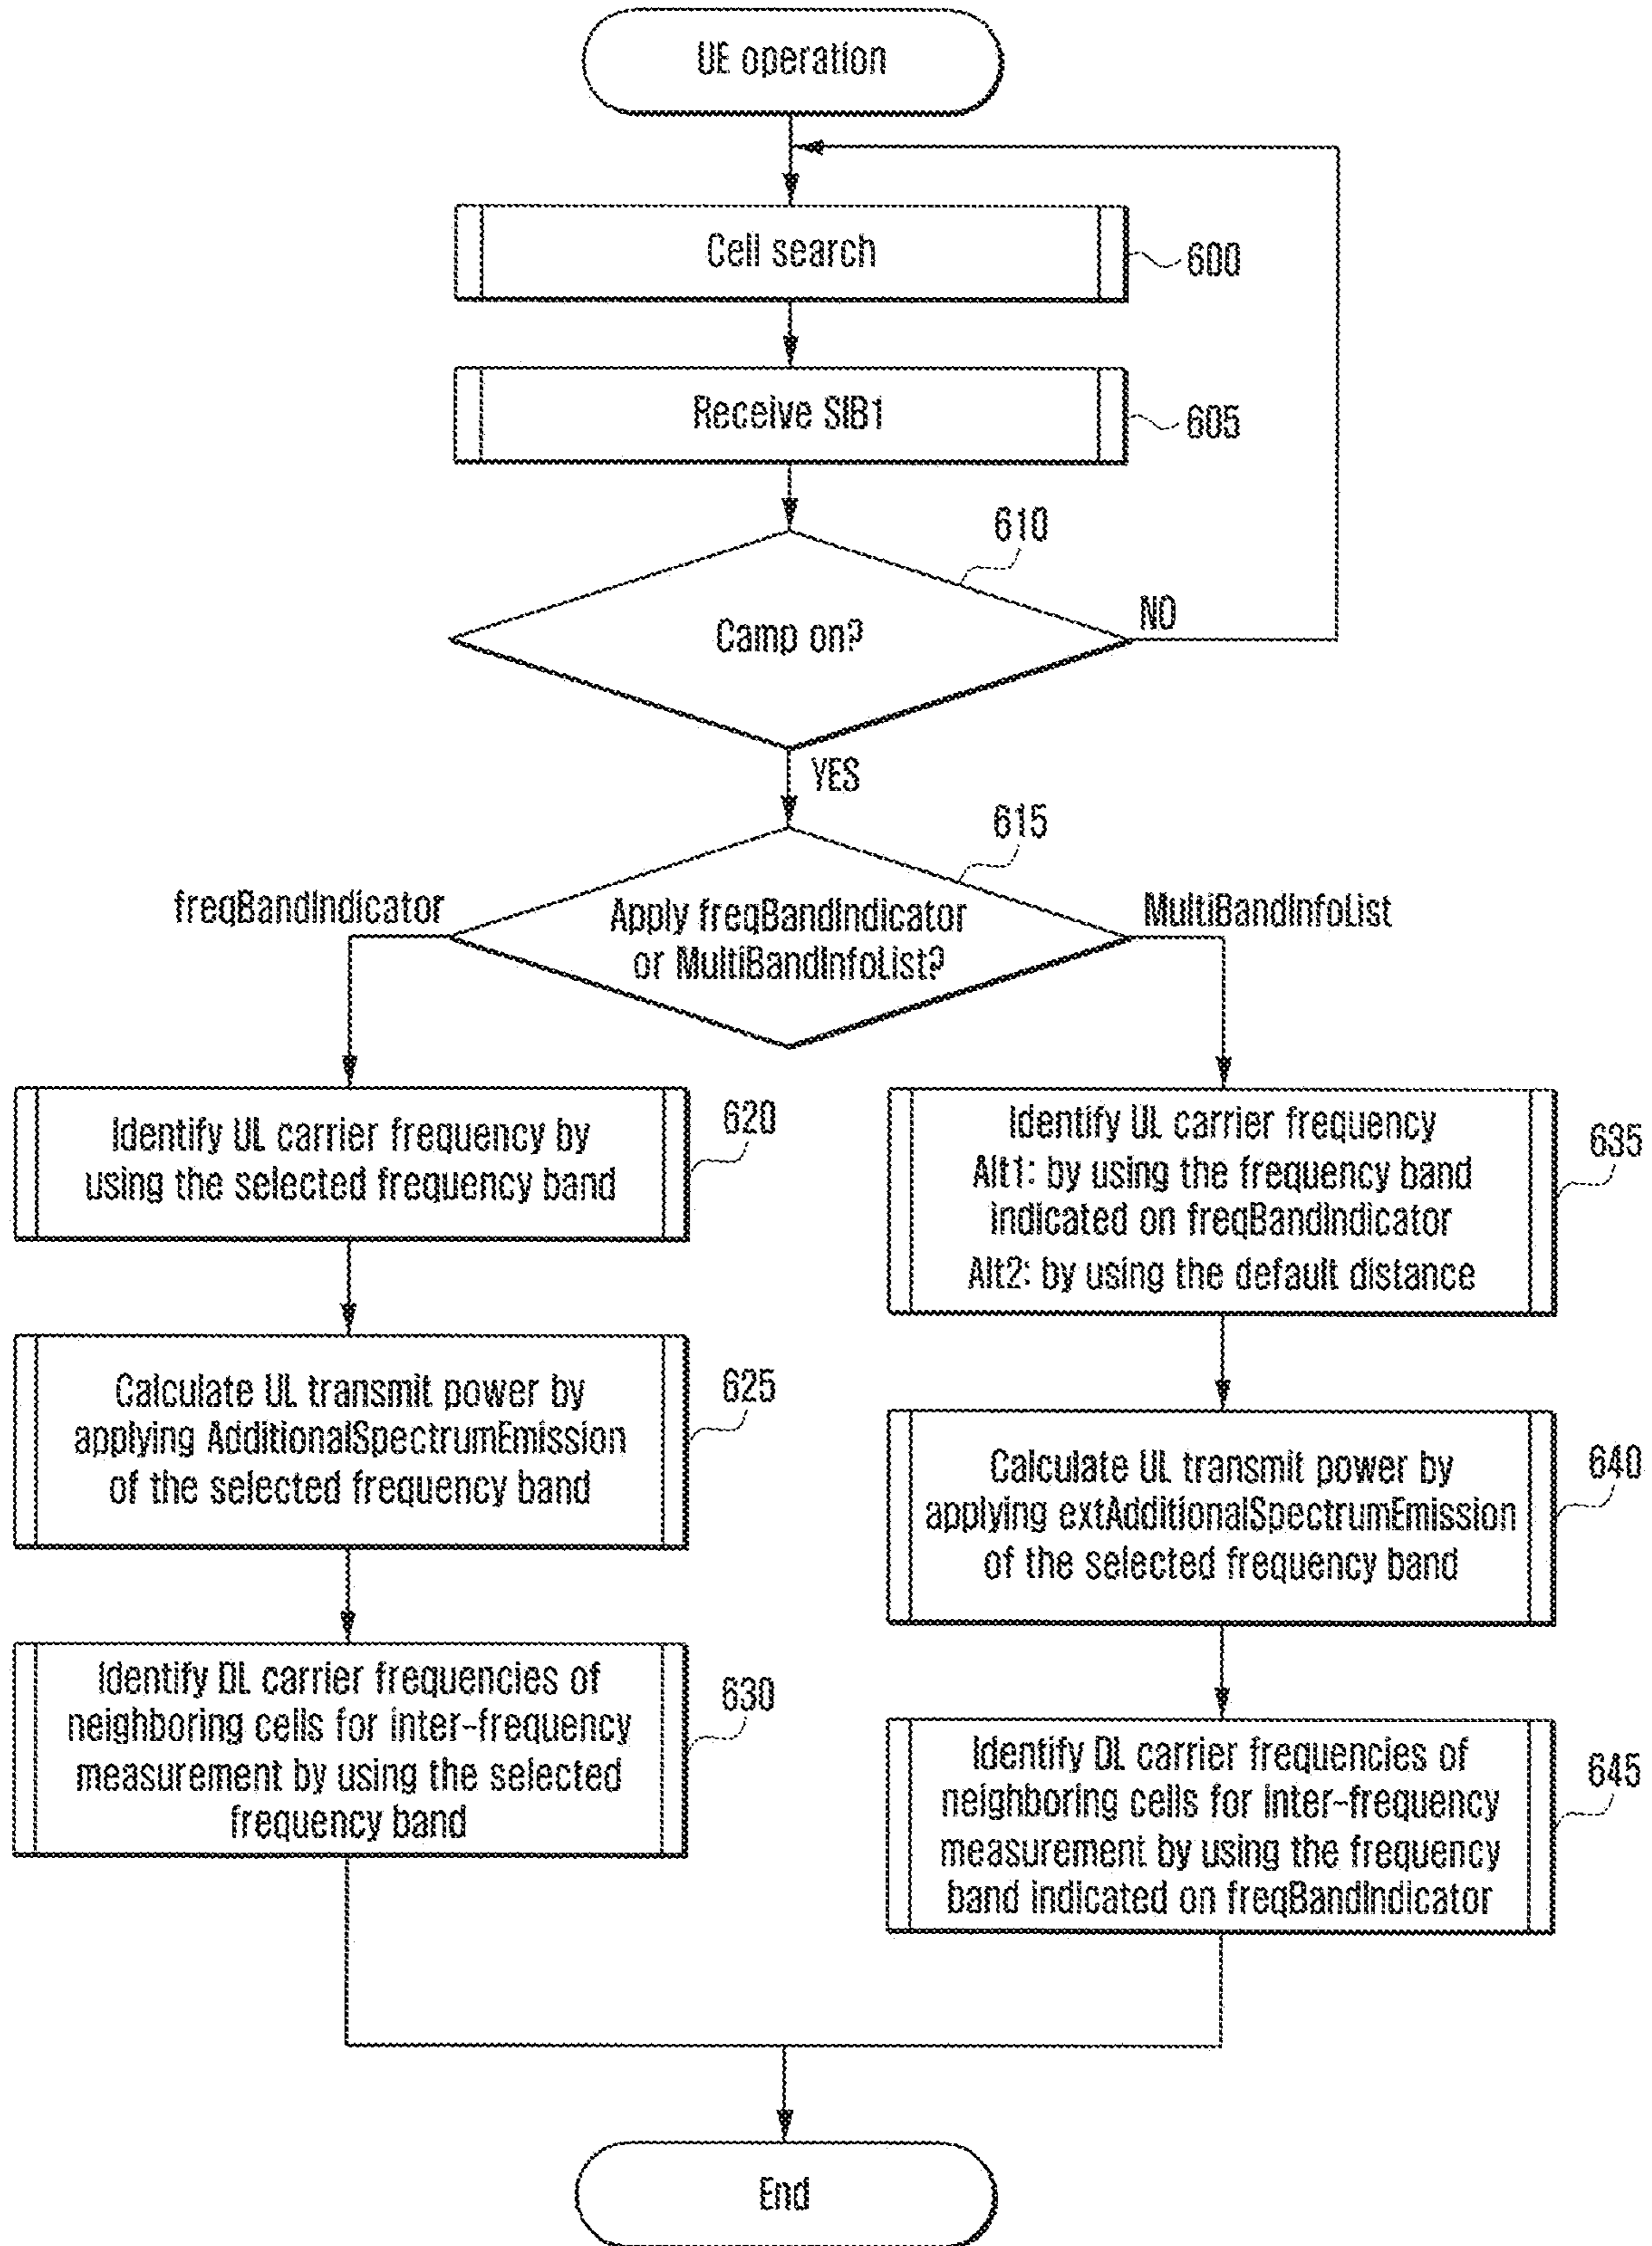 UE operation
Cell search
600
Receive SIB1
605
610
Camp on?
NO
YES
615
freqBandIndicator
Apply freqBandIndicator
or MultiBandInfoList?
MultiBandInfoList
Identify UL carrier frequency by
using the selected frequency band
620
Calculate UL transmit power by
applying AdditionalSpectrumEmission
of the selected frequency band
625
Identify DL carrier frequencies of
neighboring cells for inter-frequency
measurement by using the selected
frequency band
630
Identify UL carrier frequency
Alt1: by using the frequency band
indicated on freqBandIndicator
Alt2: by using the default distance
635
Calculate UL transmit power by
applying extAdditionalSpectrumEmission
of the selected frequency band
640
Identify DL carrier frequencies of
neighboring cells for inter-frequency
measurement by using the frequency
band indicated on freqBandIndicator
645
End